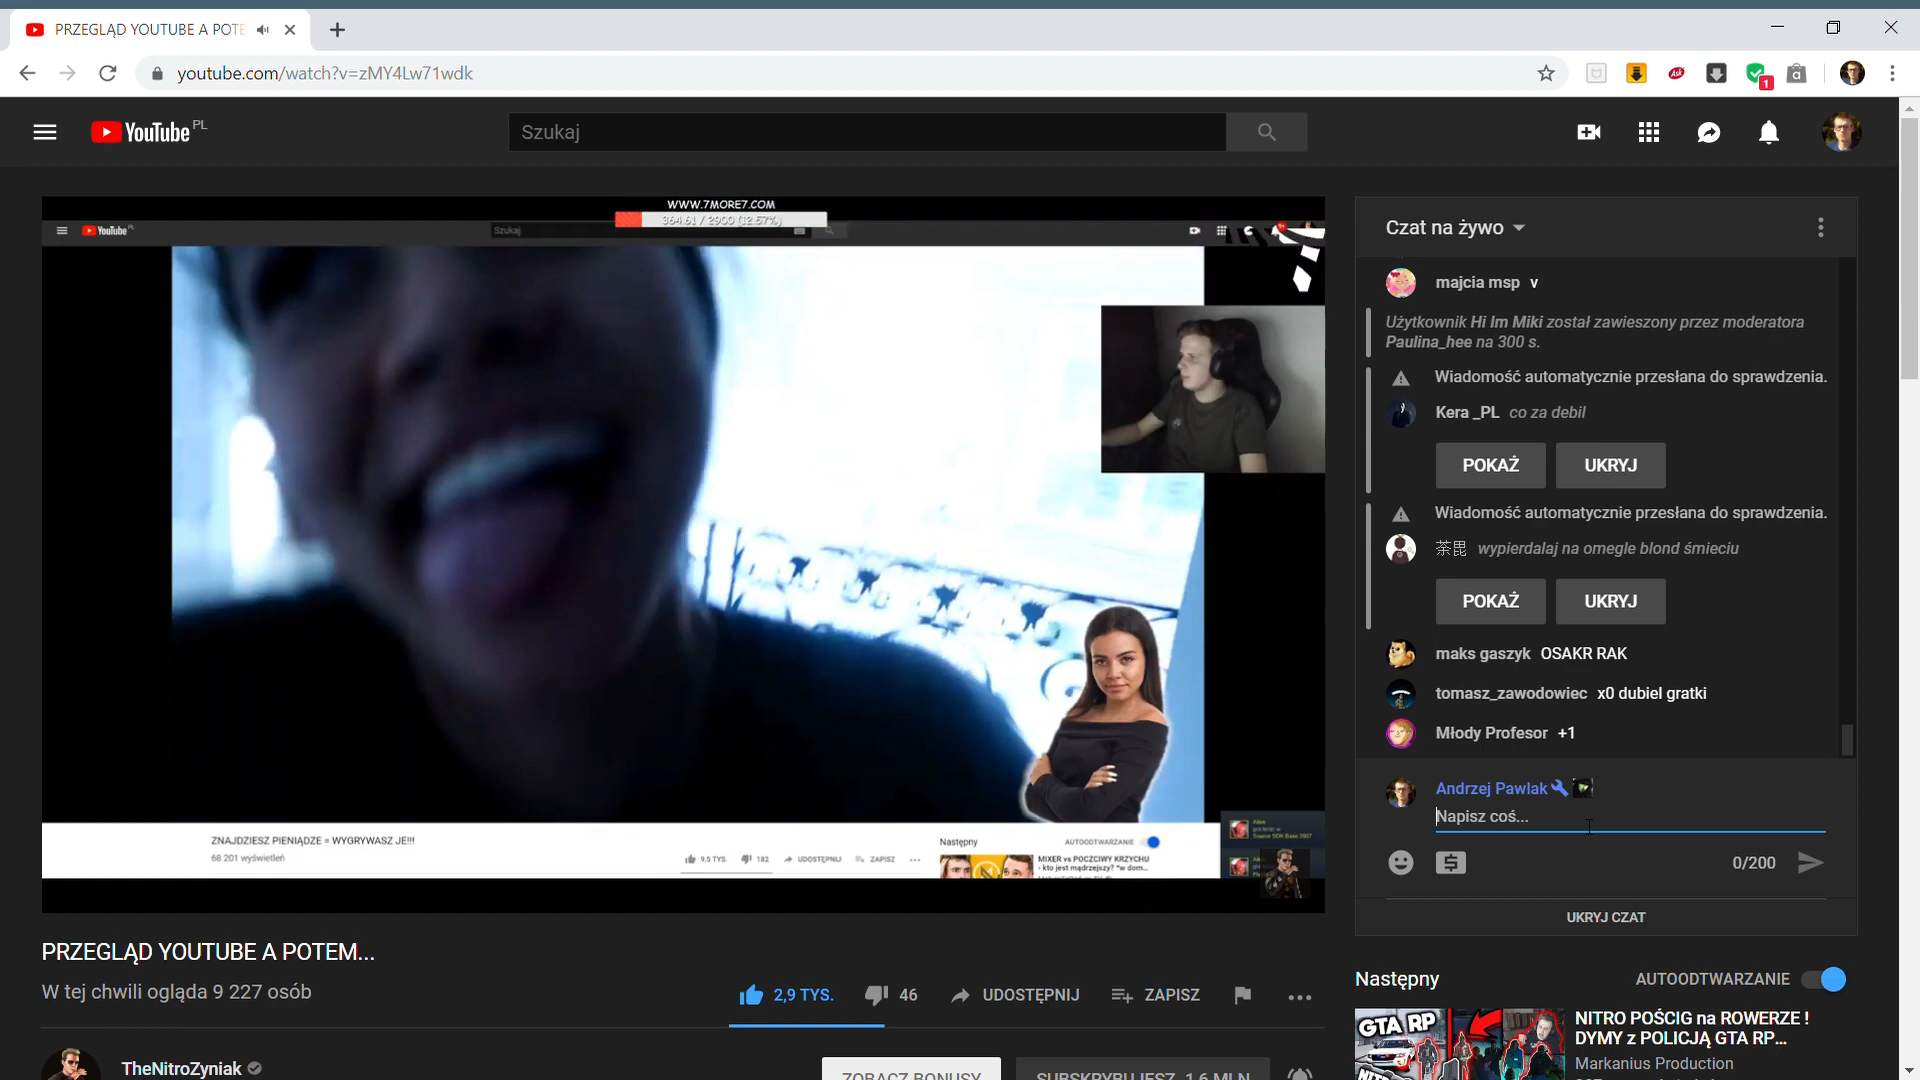 PRZEGLĄD YOUTUBE A POTE
youtube.com/watch?v=zMY4Lw71wdk
1
YouTube PL
Szukaj
WWW.7MORE7.COM
364.61 / 2900 (12.57%)
YouTube
Szukaj
ZNAJDZIESZ PIENIĄDZE = WYGRYWASZ JE!!!
68 201 wyświetleń
9,5 TYS.
182
UDOSTĘPNIJ
ZAPISZ
Następny
AUTOODTWARZANIE
MIXER vs POCZCIWY KRZYCHU
- kto jest mądrzejszy? "w dom...
PRZEGLĄD YOUTUBE A POTEM...
W tej chwili ogląda 9 227 osób
2,9 TYS.
46
UDOSTĘPNIJ
ZAPISZ
TheNitroZyniak
ZOBACZ BONUSY
SUBSKRYBUJESZ 1,6 MLN
Czat na żywo
majcia msp v
Użytkownik Hi Im Miki został zawieszony przez moderatora
Paulina_hee na 300 s.
Wiadomość automatycznie przesłana do sprawdzenia.
Kera _PL co za debil
POKAŻ UKRYJ
Wiadomość automatycznie przesłana do sprawdzenia.
荼毘 wypierdalaj na omegle blond śmieciu
POKAŻ UKRYJ
maks gaszyk OSAKR RAK
tomasz_zawodowiec x0 dubiel gratki
Młody Profesor +1
Andrzej Pawlak
Napisz coś...
0/200
UKRYJ CZAT
Następny
AUTOODTWARZANIE
GTA RP
NITRO POŚCIG na ROWERZE !
DYMY z POLICJĄ GTA RP...
Markanius Production